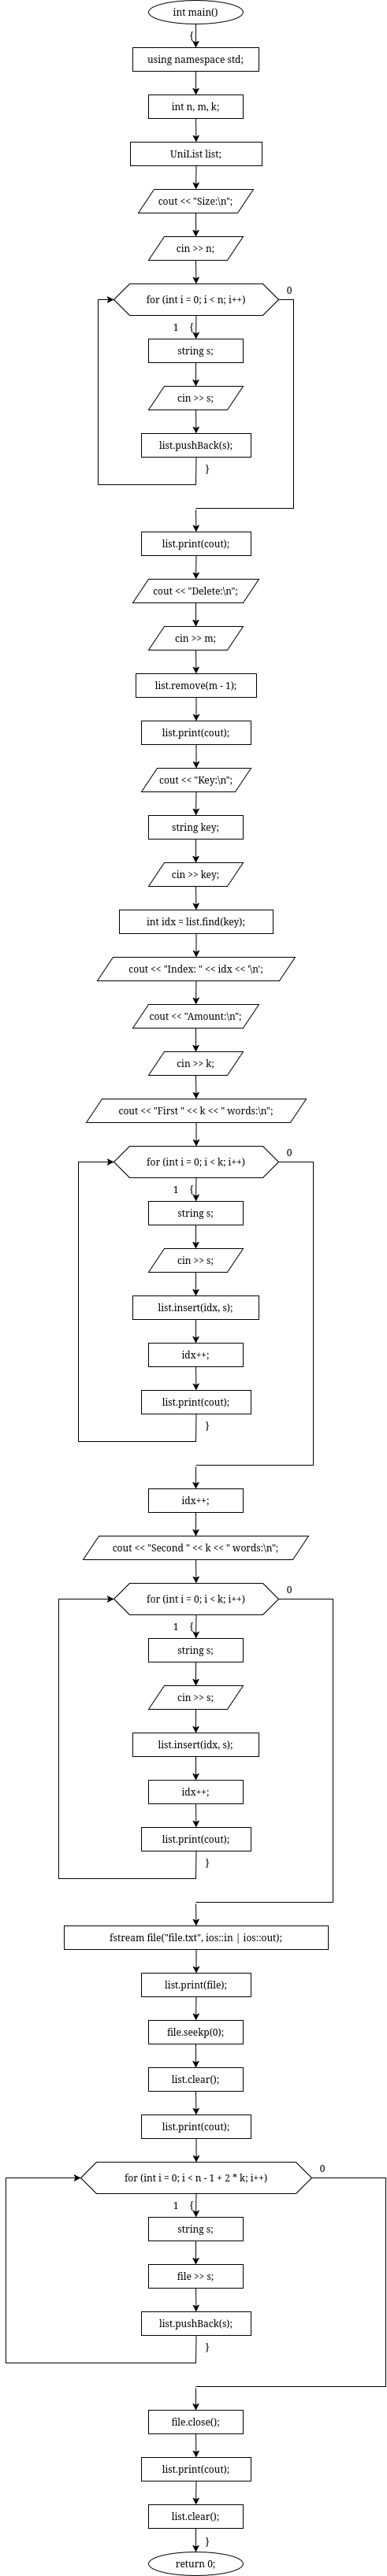 int main()
{
using namespace std;
int n, m, k;
UniList list;
cout << "Size:\n";
cin >> n;
for (int i = 0; i < n; i++)
0
1 {
string s;
cin >> s;
list.pushBack(s);
}
list.print(cout);
cout << "Delete:\n";
cin >> m;
list.remove(m - 1);
list.print(cout);
cout << "Key:\n";
string key;
cin >> key;
int idx = list.find(key);
cout << "Index: " << idx << '\n';
cout << "Amount:\n";
cin >> k;
cout << "First " << k << " words:\n";
for (int i = 0; i < k; i++)
0
1 {
string s;
cin >> s;
list.insert(idx, s);
idx++;
list.print(cout);
}
idx++;
cout << "Second " << k << " words:\n";
for (int i = 0; i < k; i++)
0
1 {
string s;
cin >> s;
list.insert(idx, s);
idx++;
list.print(cout);
}
fstream file("file.txt", ios::in | ios::out);
list.print(file);
file.seekp(0);
list.clear();
list.print(cout);
for (int i = 0; i < n - 1 + 2 * k; i++)
0
1 {
string s;
file >> s;
list.pushBack(s);
}
file.close();
list.print(cout);
list.clear();
}
return 0;